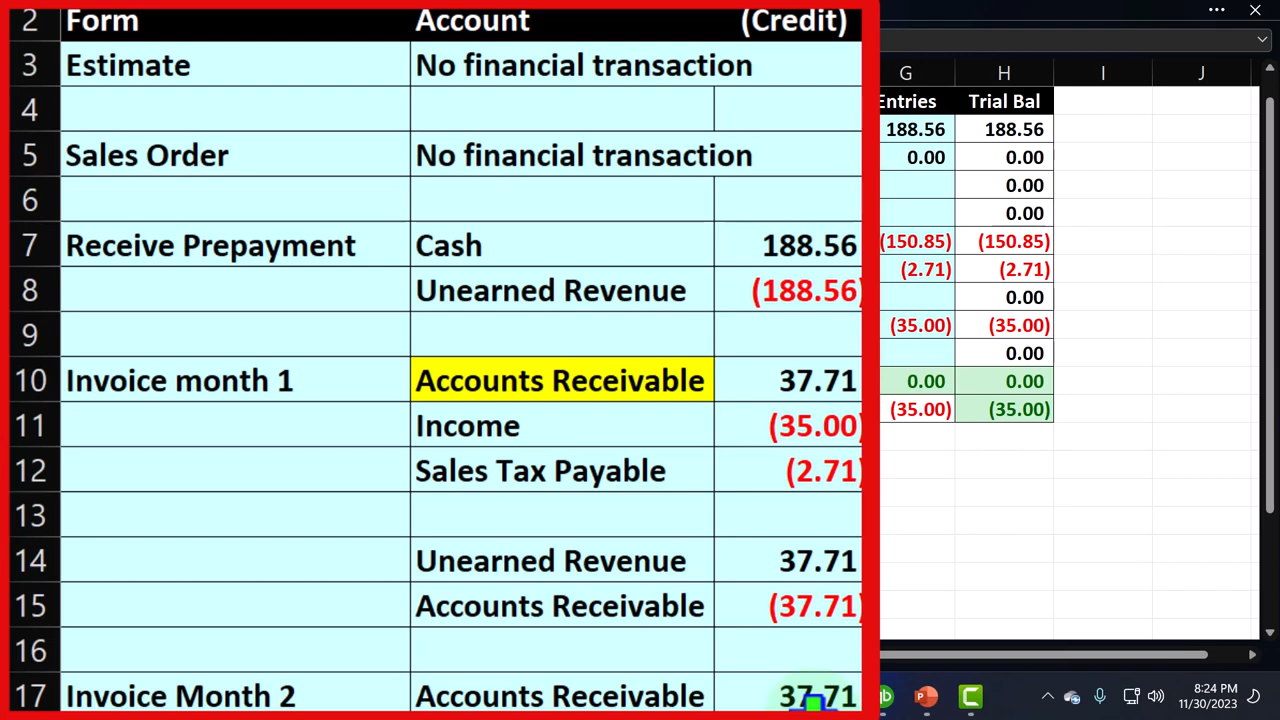 2 Form Account (Credit)
3 Estimate No financial transaction
4
5 Sales Order No financial transaction
6
7 Receive Prepayment Cash 188.56
8 Unearned Revenue (188.56)
9
10 Invoice month 1 Accounts Receivable 37.71
11 Income (35.00)
12 Sales Tax Payable (2.71)
13
14 Unearned Revenue 37.71
15 Accounts Receivable (37.71)
16
17 Invoice Month 2 Accounts Receivable 37.71
G H I J
Entries Trial Bal
188.56 188.56
0.00 0.00
0.00
0.00
(150.85) (150.85)
(2.71) (2.71)
0.00
(35.00) (35.00)
0.00
0.00 0.00
(35.00) (35.00)
8:24 PM
11/30/2023